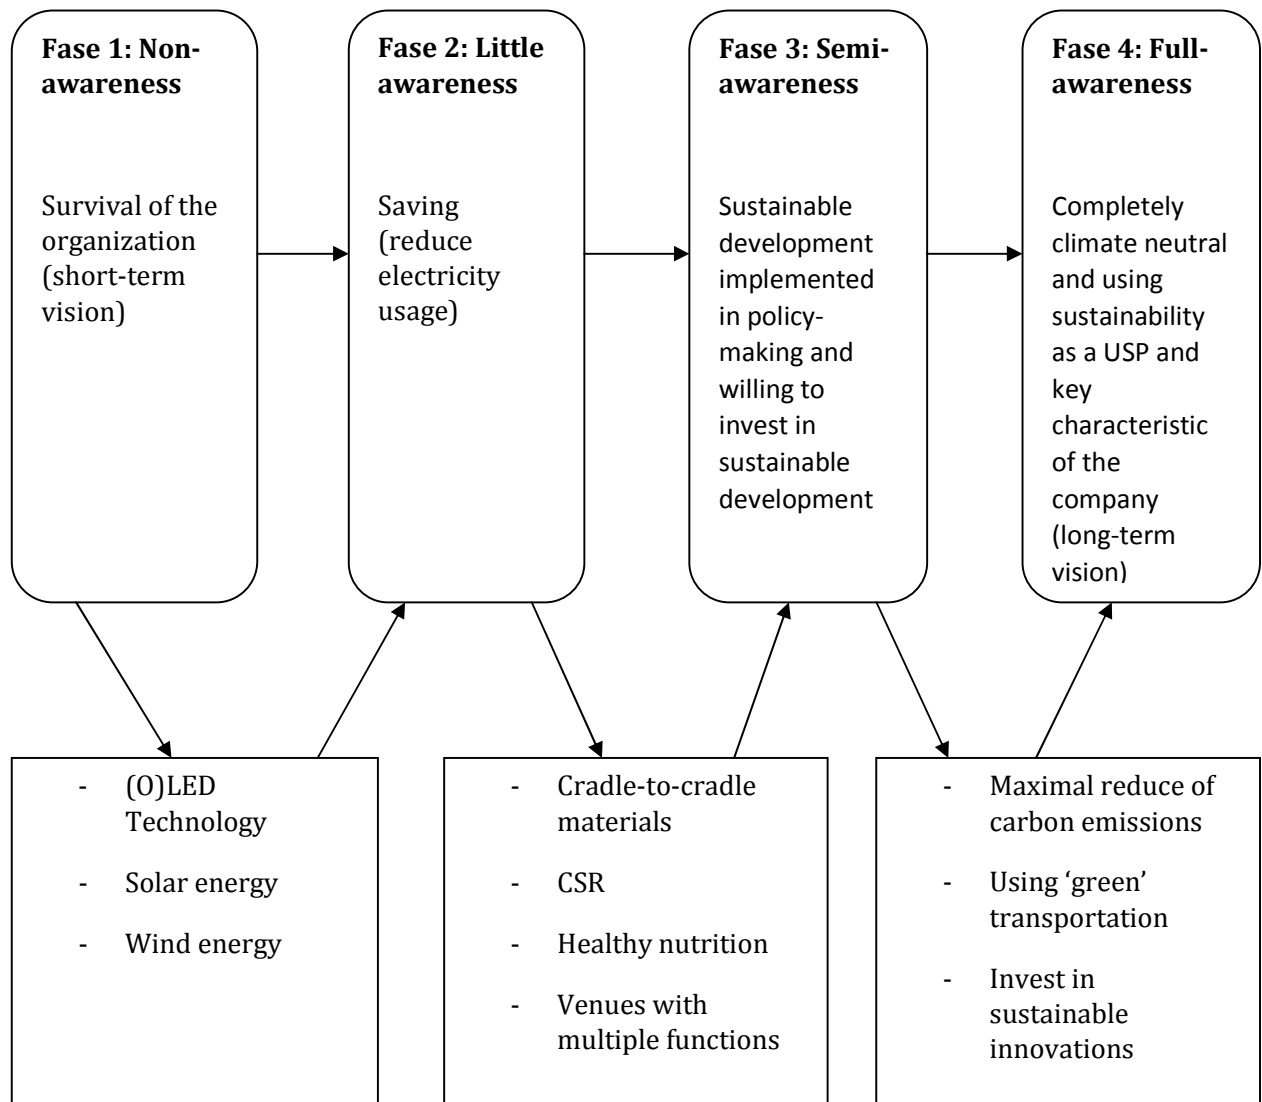 Fase 1: Non-
awareness
Survival of the
organization
(short-term
vision)
Fase 2: Little
awareness
Saving
(reduce
electricity
usage)
Fase 3: Semi-
awareness
Sustainable
development
implemented
in policy-
making and
willing to
invest in
sustainable
development
Fase 4: Full-
awareness
Completely
climate neutral
and using
sustainability
as a USP and
key
characteristic
of the
company
(long-term
vision)
- (O)LED
Technology
- Solar energy
- Wind energy
- Cradle-to-cradle
materials
- CSR
- Healthy nutrition
- Venues with
multiple functions
- Maximal reduce of
carbon emissions
- Using ‘green’
transportation
- Invest in
sustainable
innovations